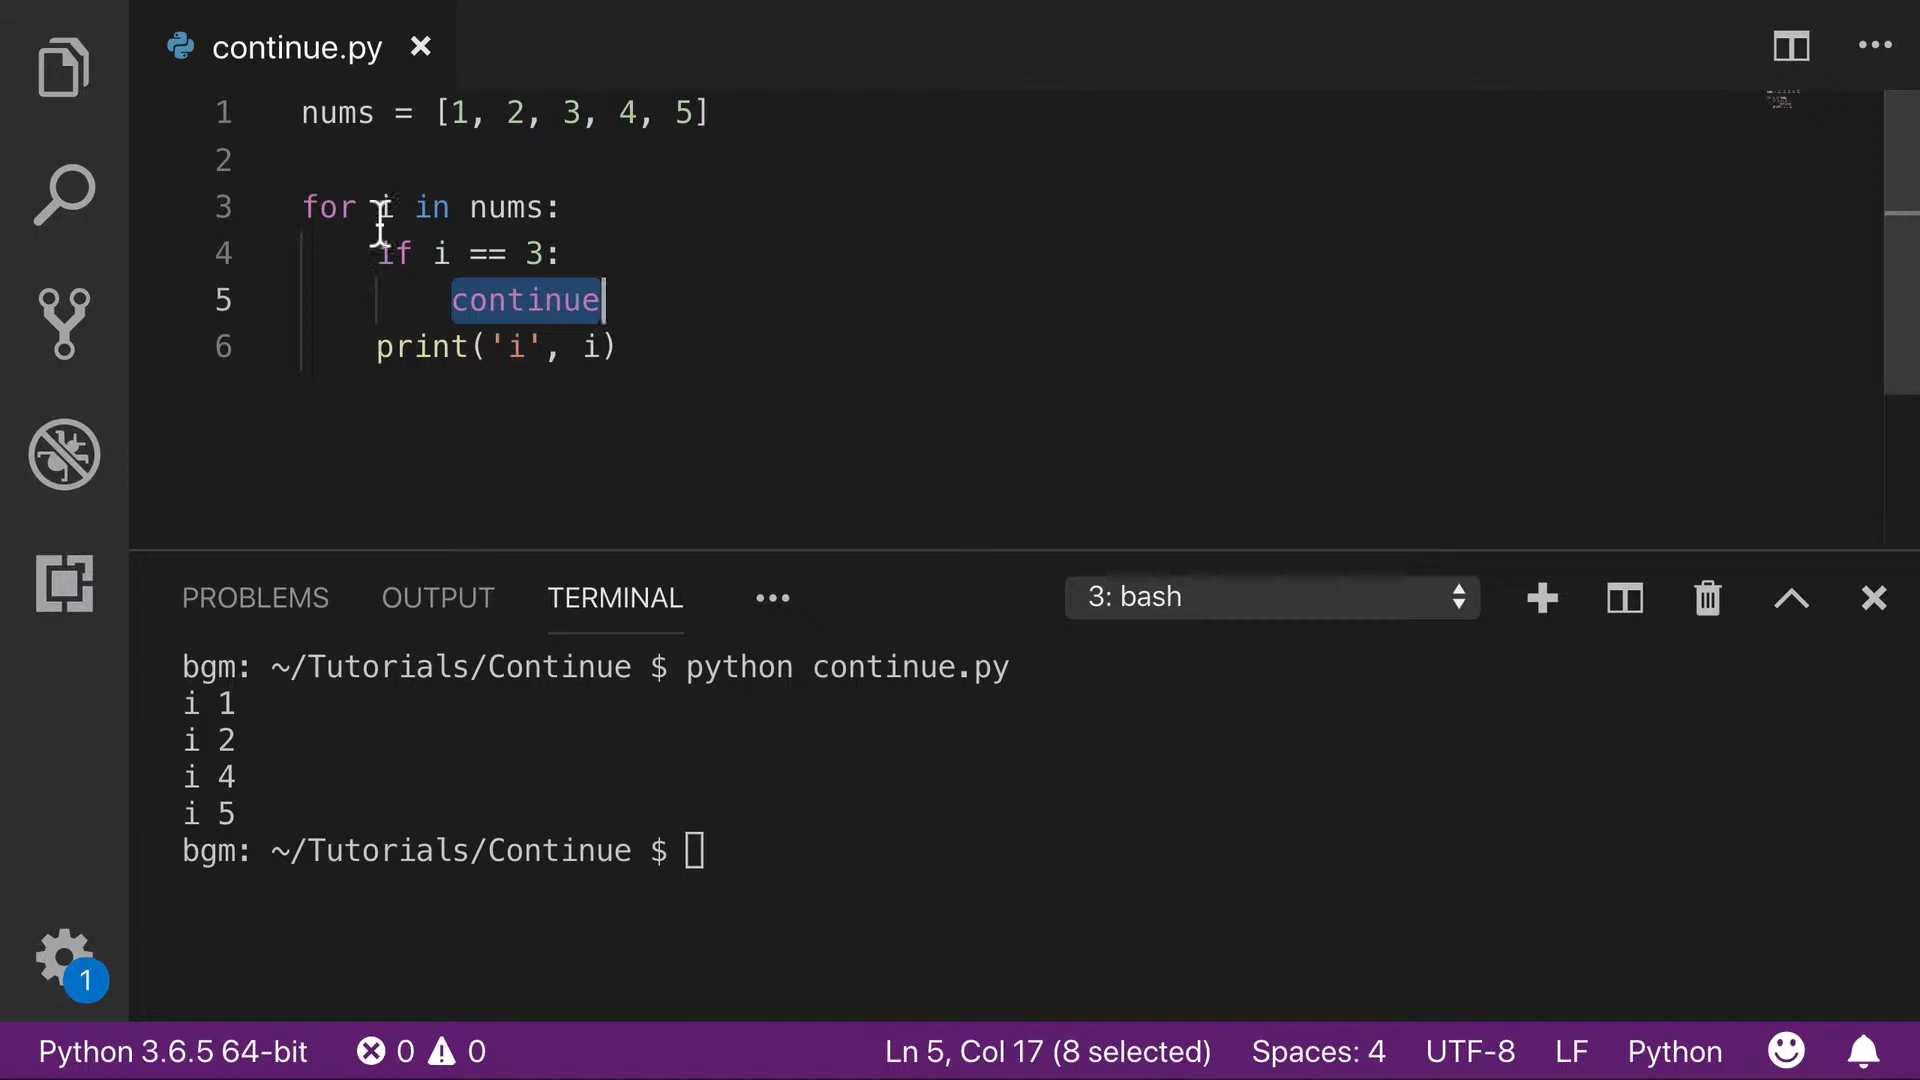 continue.py
1 nums = [1, 2, 3, 4, 5]
2
3 for i in nums:
4 if i == 3:
5 continue
6 print('i', i)
PROBLEMS OUTPUT TERMINAL ••• 3: bash
bgm: ~/Tutorials/Continue $ python continue.py
i 1
i 2
i 4
i 5
bgm: ~/Tutorials/Continue $
1
Python 3.6.5 64-bit 0 0 Ln 5, Col 17 (8 selected) Spaces: 4 UTF-8 LF Python